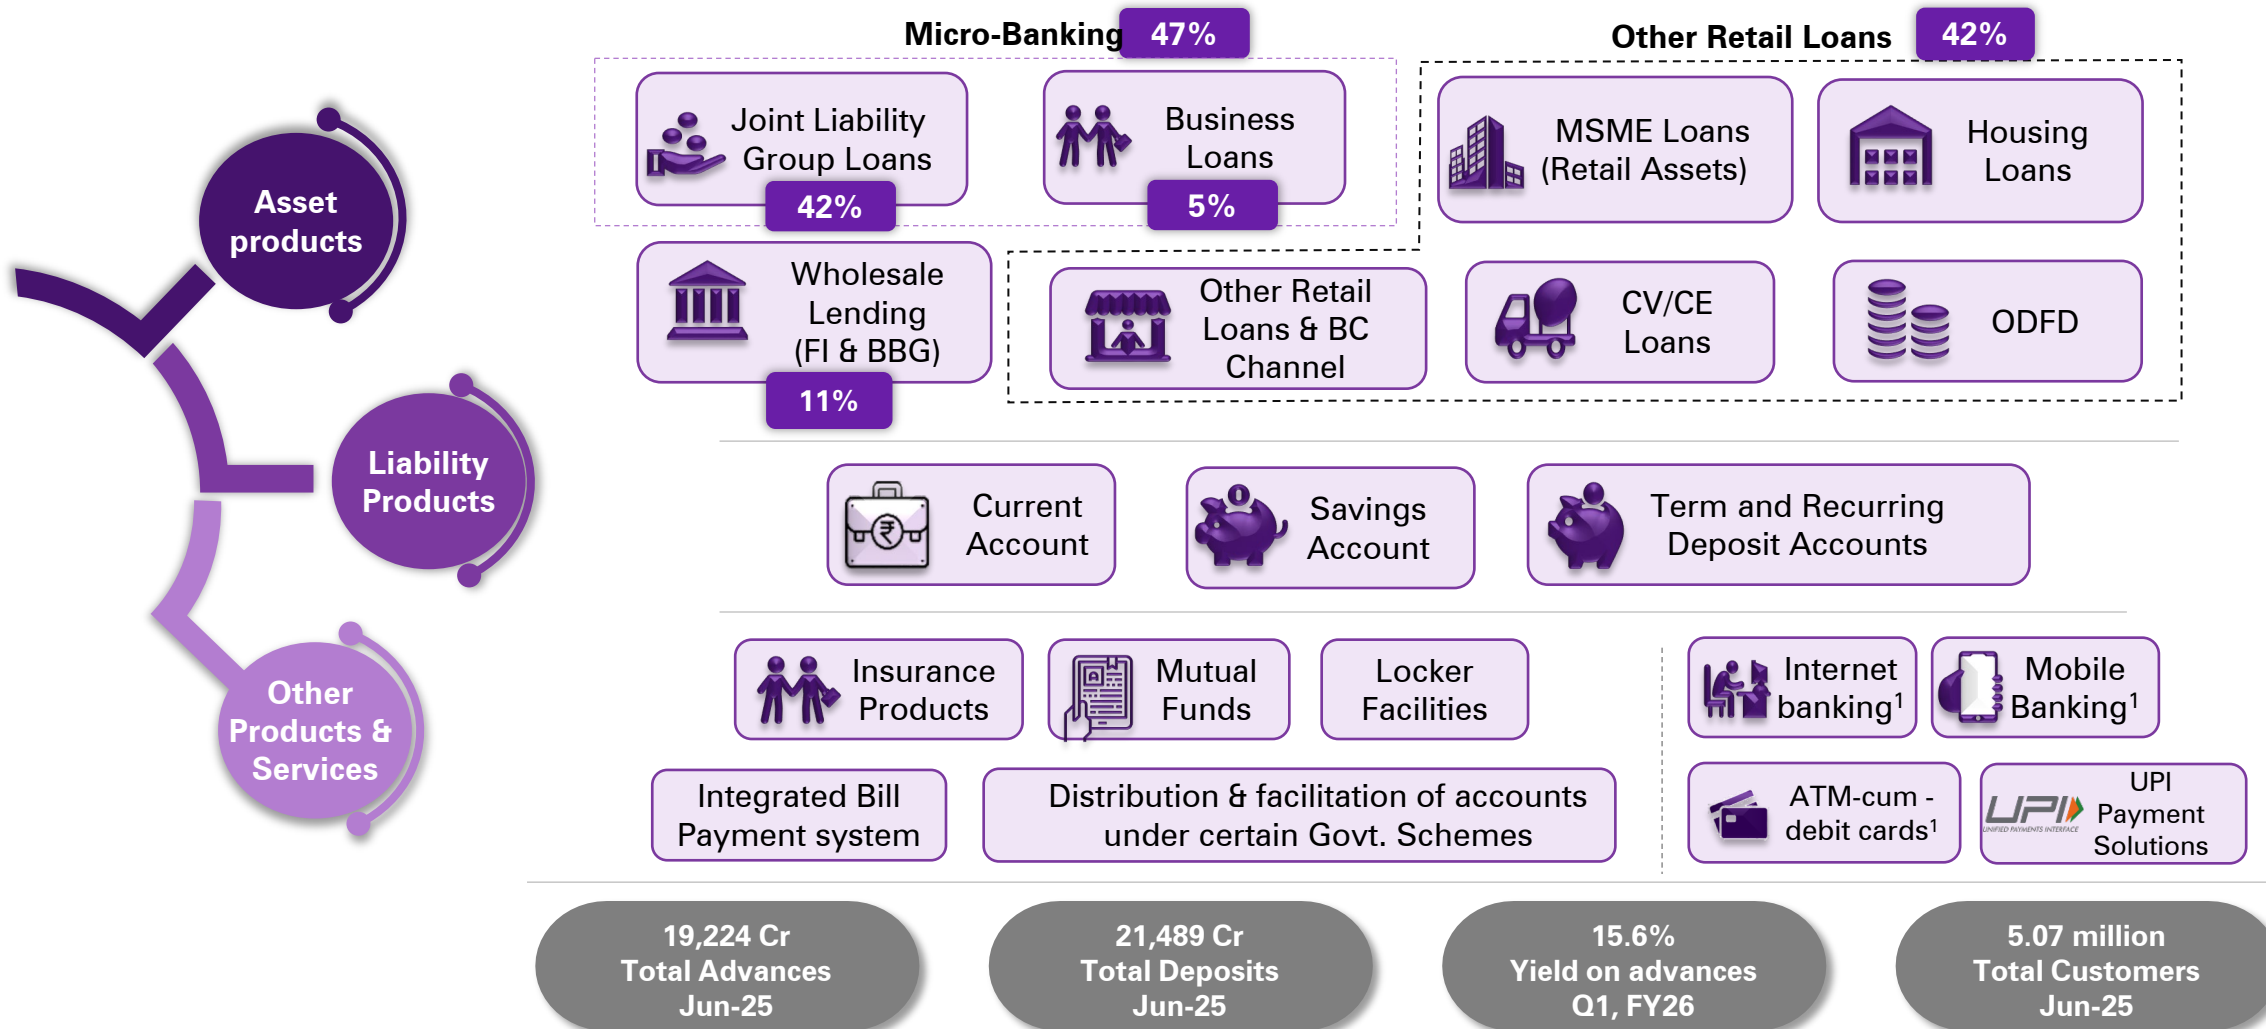 Micro-Banking 47%
Other Retail Loans 42%
Asset
products
Joint Liability
Group Loans
42%
Business
Loans
5%
MSME Loans
(Retail Assets)
Housing
Loans
Wholesale
Lending
(FI & BBG)
11%
Other Retail
Loans & BC
Channel
CV/CE
Loans
ODFD
Liability
Products
Current
Account
₹
Savings
Account
Term and Recurring
Deposit Accounts
Other
Products &
Services
Insurance
Products
Mutual
Funds
Locker
Facilities
Internet
banking¹
Mobile
Banking¹
Integrated Bill
Payment system
Distribution & facilitation of accounts
under certain Govt. Schemes
ATM-cum -
debit cards¹
UPI
UNIFIED PAYMENTS INTERFACE
UPI
Payment
Solutions
19,224 Cr
Total Advances
Jun-25
21,489 Cr
Total Deposits
Jun-25
15.6%
Yield on advances
Q1, FY26
5.07 million
Total Customers
Jun-25